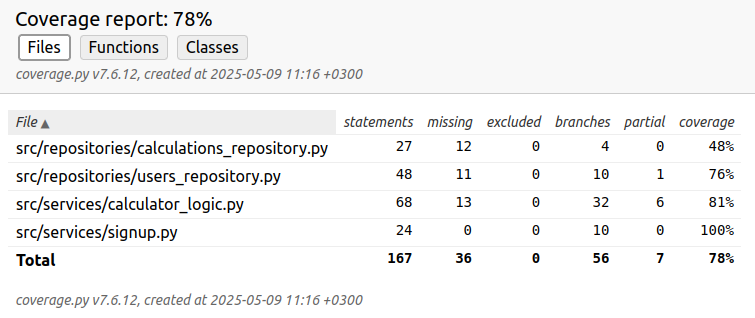 Coverage report: 78%
Files Functions Classes
coverage.py v7.6.12, created at 2025-05-09 11:16 +0300
File ▲ statements missing excluded branches partial coverage
src/repositories/calculations_repository.py 27 12 0 4 0 48%
src/repositories/users_repository.py 48 11 0 10 1 76%
src/services/calculator_logic.py 68 13 0 32 6 81%
src/services/signup.py 24 0 0 10 0 100%
Total 167 36 0 56 7 78%
coverage.py v7.6.12, created at 2025-05-09 11:16 +0300